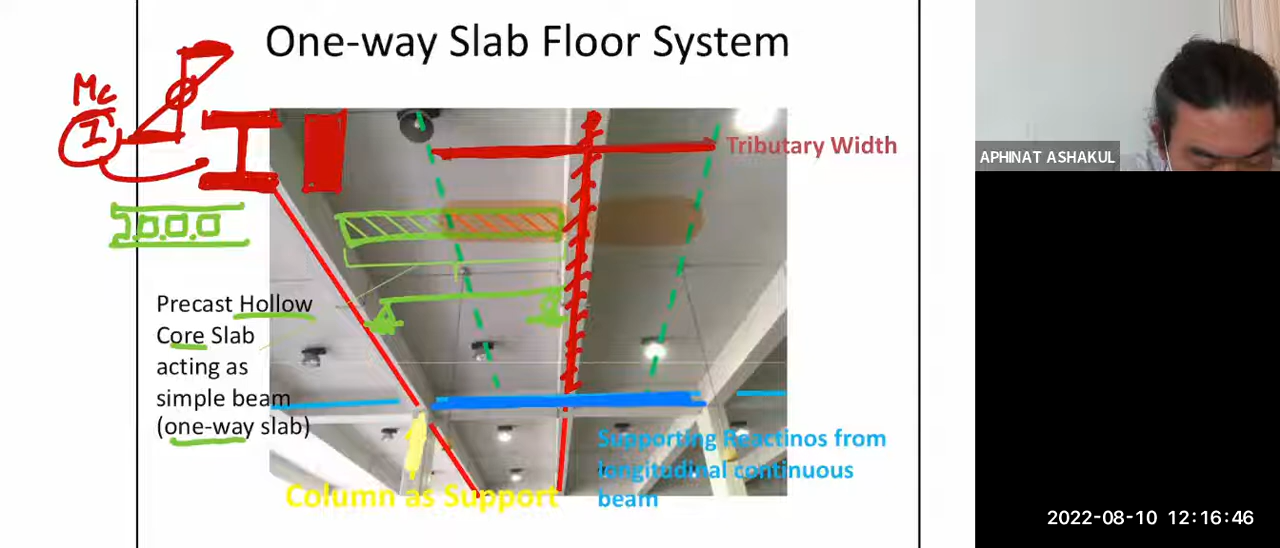 One-way Slab Floor System
Mc
I
Tributary Width
APHINAT ASHAKUL
Precast Hollow
Core Slab
acting as
simple beam
(one-way slab)
Supporting Reactinos from
longitudinal continuous
beam
Column as Support
2022-08-10 12:16:46